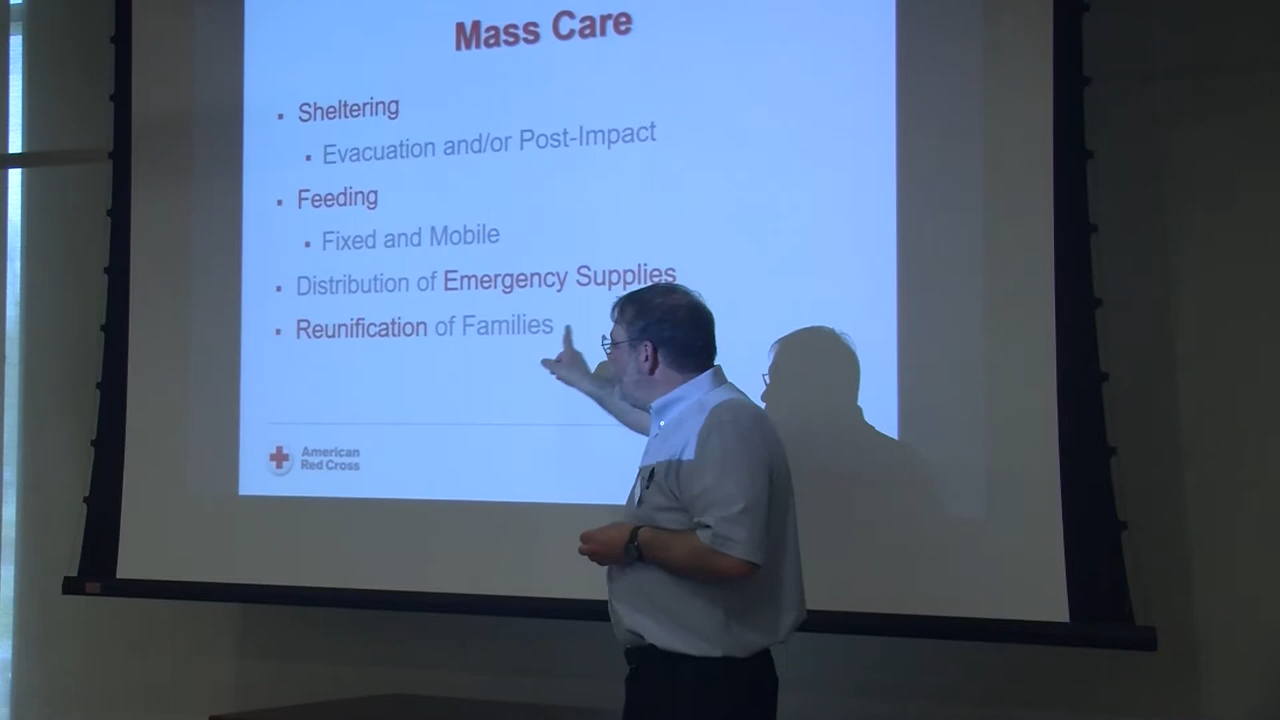 Mass Care
▪ Sheltering
▪ Evacuation and/or Post-Impact
▪ Feeding
▪ Fixed and Mobile
▪ Distribution of Emergency Supplies
▪ Reunification of Families
American
Red Cross